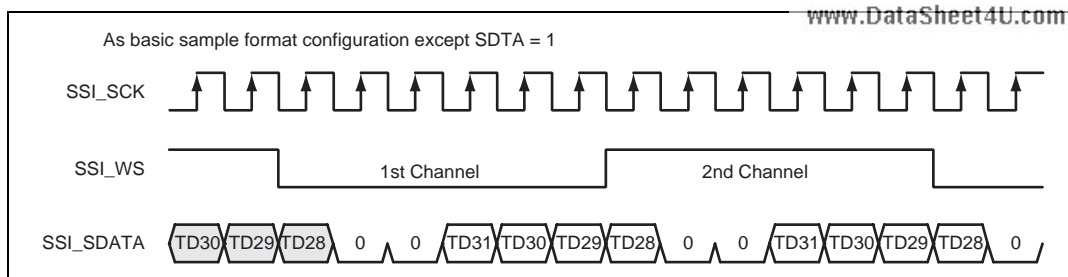 www.DataSheet4U.com
As basic sample format configuration except SDTA = 1
SSI_SCK
SSI_WS 1st Channel 2nd Channel
SSI_SDATA TD30 TD29 TD28 0 0 TD31 TD30 TD29 TD28 0 0 TD31 TD30 TD29 TD28 0